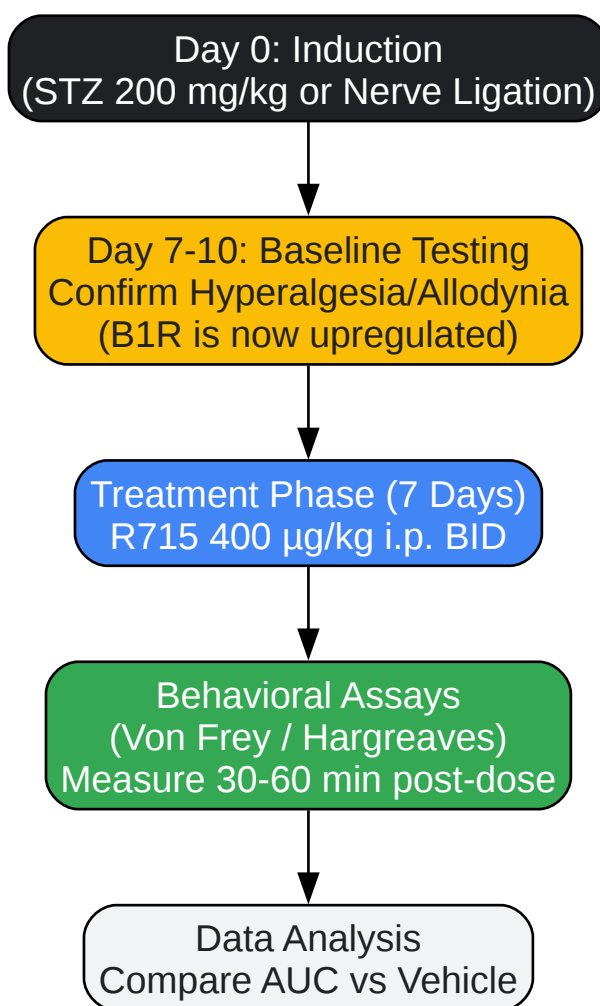 Day 0: Induction
(STZ 200 mg/kg or Nerve Ligation)
Day 7-10: Baseline Testing
Confirm Hyperalgesia/Allodynia
(B1R is now upregulated)
Treatment Phase (7 Days)
R715 400 µg/kg i.p. BID
Behavioral Assays
(Von Frey / Hargreaves)
Measure 30-60 min post-dose
Data Analysis
Compare AUC vs Vehicle